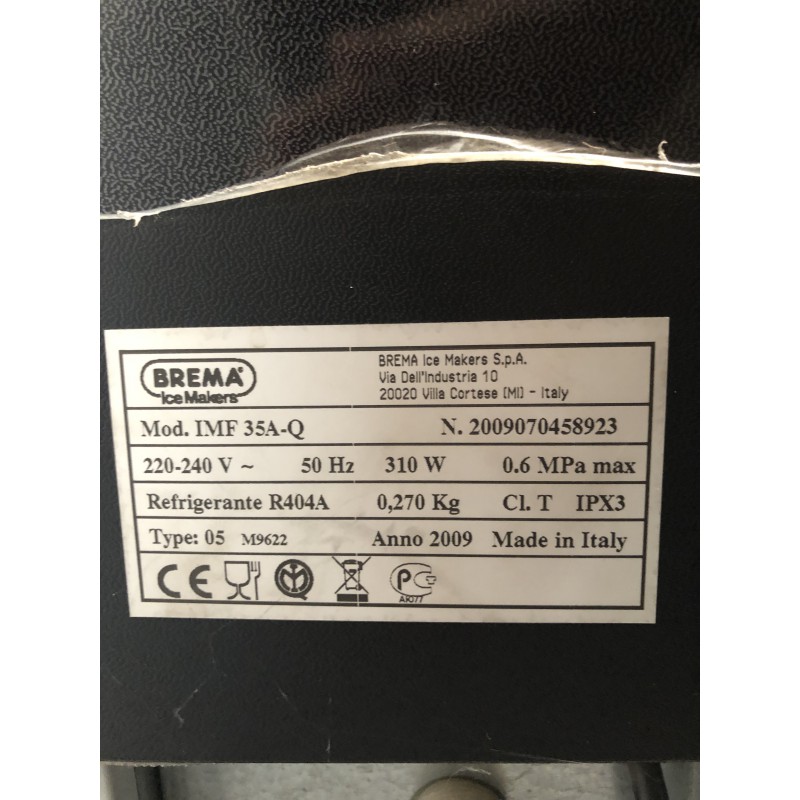 BREMA
Ice Makers
BREMA Ice Makers S.p.A.
Via Dell'Industria 10
20020 Villa Cortese (MI) - Italy
Mod. IMF 35A-Q N. 2009070458923
220-240 V ~ 50 Hz 310 W 0.6 MPa max
Refrigerante R404A 0,270 Kg Cl. T IPX3
Type: 05 M9622 Anno 2009 Made in Italy
CE